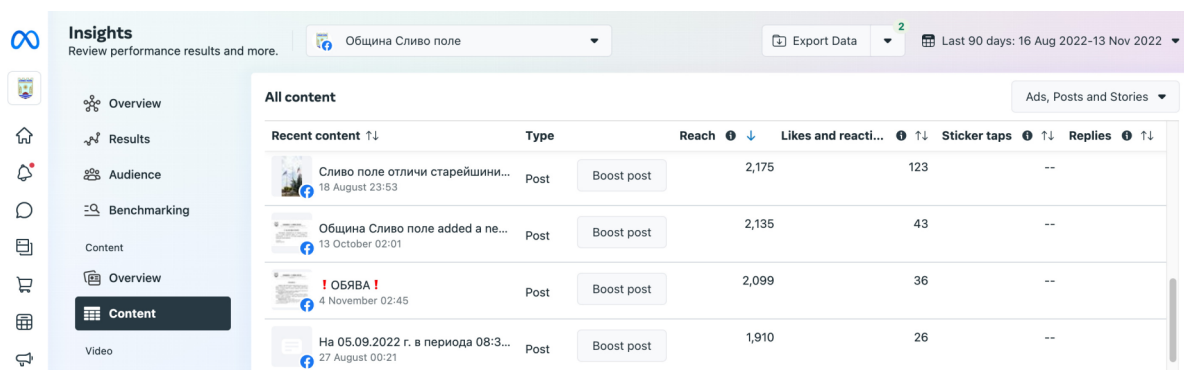 Insights
Review performance results and more.
Община Сливо поле
Export Data
2
Last 90 days: 16 Aug 2022-13 Nov 2022
Overview
Results
Audience
Benchmarking
Content
Overview
Content
Video
All content
Ads, Posts and Stories
Recent content ↑↓ Type Reach ↓ Likes and reacti... ↑↓ Sticker taps ↑↓ Replies ↑↓
Сливо поле отличи старейшини...
18 August 23:53
Post Boost post 2,175 123 --
Община Сливо поле added a ne...
13 October 02:01
Post Boost post 2,135 43 --
❗ОБЯВА❗
4 November 02:45
Post Boost post 2,099 36 --
На 05.09.2022 г. в периода 08:3...
27 August 00:21
Post Boost post 1,910 26 --